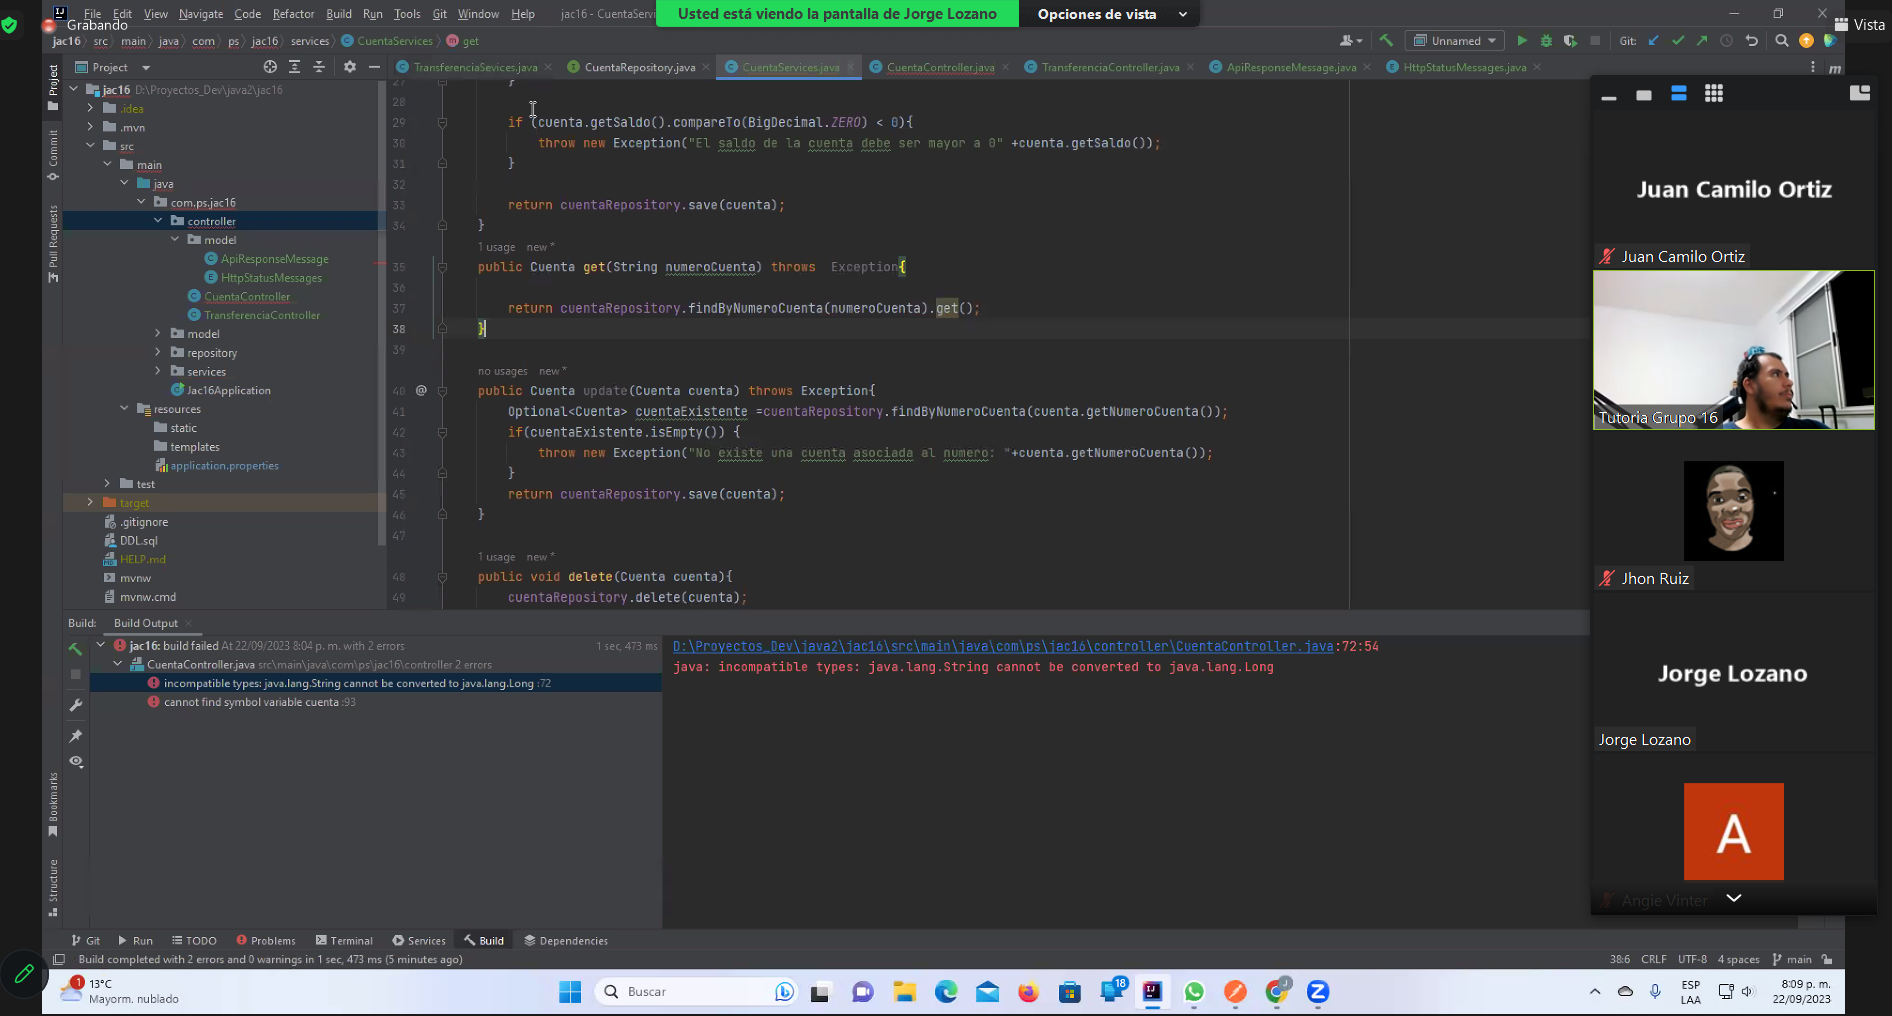 Usted está viendo la pantalla de Jorge Lozano
Opciones de vista
Vista
Grabando
File Edit View Navigate Code Refactor Build Run Tools Git Window Help jac16 - CuentaServi
jac16 src main java com ps jac16 services CuentaServices get
Unnamed
Git:
Project
TransferenciaSevices.java
CuentaRepository.java
CuentaServices.java
CuentaController.java
TransferenciaController.java
ApiResponseMessage.java
HttpStatusMessages.java
Project
Commit
Pull Requests
Bookmarks
Structure
jac16 D:\Proyectos_Dev\java2\jac16
.idea
.mvn
src
main
java
com.ps.jac16
controller
model
ApiResponseMessage
HttpStatusMessages
CuentaController
TransferenciaController
model
repository
services
Jac16Application
resources
static
templates
application.properties
test
target
.gitignore
DDL.sql
HELP.md
mvnw
mvnw.cmd
27 }
28
29 if (cuenta.getSaldo().compareTo(BigDecimal.ZERO) < 0){
30 throw new Exception("El saldo de la cuenta debe ser mayor a 0" +cuenta.getSaldo());
31 }
32
33 return cuentaRepository.save(cuenta);
34 }
1 usage new *
35 public Cuenta get(String numeroCuenta) throws Exception{
36
37 return cuentaRepository.findByNumeroCuenta(numeroCuenta).get();
38 }
39
no usages new *
40 @ public Cuenta update(Cuenta cuenta) throws Exception{
41 Optional<Cuenta> cuentaExistente =cuentaRepository.findByNumeroCuenta(cuenta.getNumeroCuenta());
42 if(cuentaExistente.isEmpty()) {
43 throw new Exception("No existe una cuenta asociada al numero: "+cuenta.getNumeroCuenta());
44 }
45 return cuentaRepository.save(cuenta);
46 }
47
1 usage new *
48 public void delete(Cuenta cuenta){
49 cuentaRepository.delete(cuenta);
Juan Camilo Ortiz
Juan Camilo Ortiz
Tutoria Grupo 16
Jhon Ruiz
Jorge Lozano
Jorge Lozano
A
Angie Vinter
Build: Build Output
jac16: build failed At 22/09/2023 8:04 p. m. with 2 errors 1 sec, 473 ms
CuentaController.java src\main\java\com\ps\jac16\controller 2 errors
incompatible types: java.lang.String cannot be converted to java.lang.Long :72
cannot find symbol variable cuenta :93
D:\Proyectos_Dev\java2\jac16\src\main\java\com\ps\jac16\controller\CuentaController.java:72:54
java: incompatible types: java.lang.String cannot be converted to java.lang.Long
Git Run TODO Problems Terminal Services Build Dependencies
Build completed with 2 errors and 0 warnings in 1 sec, 473 ms (5 minutes ago)
38:6 CRLF UTF-8 4 spaces main
1
13°C
Mayorm. nublado
Buscar
18
ESP
LAA
8:09 p. m.
22/09/2023